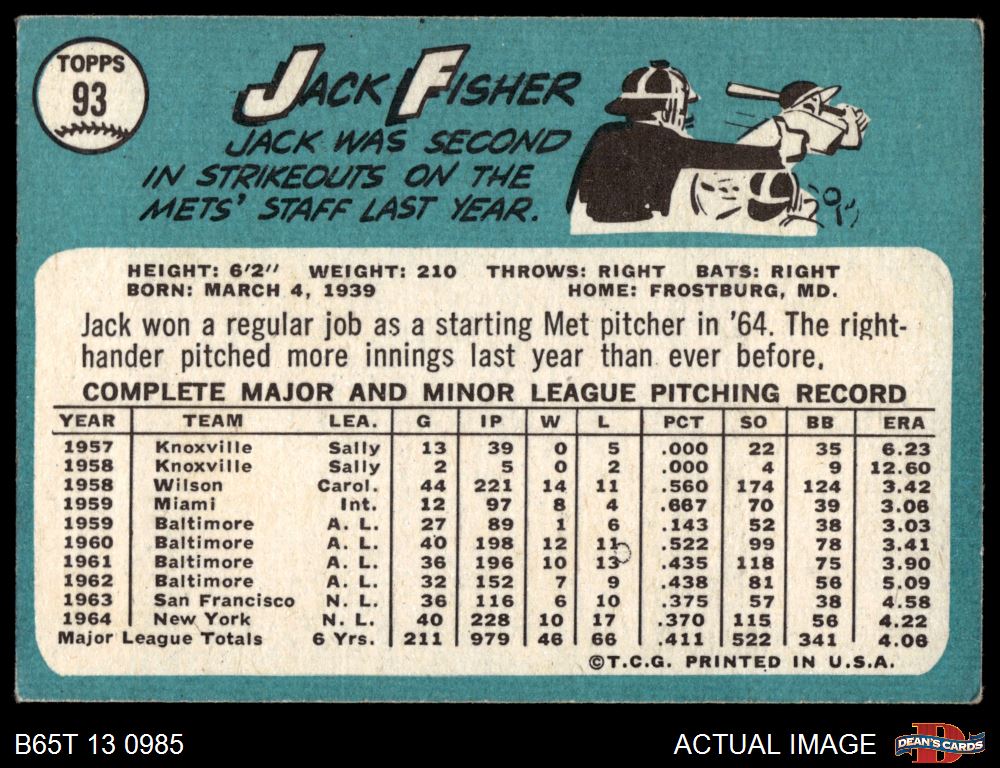 TOPPS
93
JACK FISHER
JACK WAS SECOND
IN STRIKEOUTS ON THE
METS' STAFF LAST YEAR.
HEIGHT: 6'2" WEIGHT: 210 THROWS: RIGHT BATS: RIGHT
BORN: MARCH 4, 1939 HOME: FROSTBURG, MD.
Jack won a regular job as a starting Met pitcher in '64. The right-
hander pitched more innings last year than ever before.
COMPLETE MAJOR AND MINOR LEAGUE PITCHING RECORD
YEAR TEAM LEA. G IP W L PCT SO BB ERA
1957 Knoxville Sally 13 39 0 5 .000 22 35 6.23
1958 Knoxville Sally 2 5 0 2 .000 4 9 12.60
1958 Wilson Carol. 44 221 14 11 .560 174 124 3.42
1959 Miami Int. 12 97 8 4 .667 70 39 3.06
1959 Baltimore A. L. 27 89 1 6 .143 52 38 3.03
1960 Baltimore A. L. 40 198 12 11 .522 99 78 3.41
1961 Baltimore A. L. 36 196 10 13 .435 118 75 3.90
1962 Baltimore A. L. 32 152 7 9 .438 81 56 5.09
1963 San Francisco N. L. 36 116 6 10 .375 57 38 4.58
1964 New York N. L. 40 228 10 17 .370 115 56 4.22
Major League Totals 6 Yrs. 211 979 46 66 .411 522 341 4.06
©T.C.G. PRINTED IN U.S.A.
B65T 13 0985
ACTUAL IMAGE
D
DEAN'S CARDS